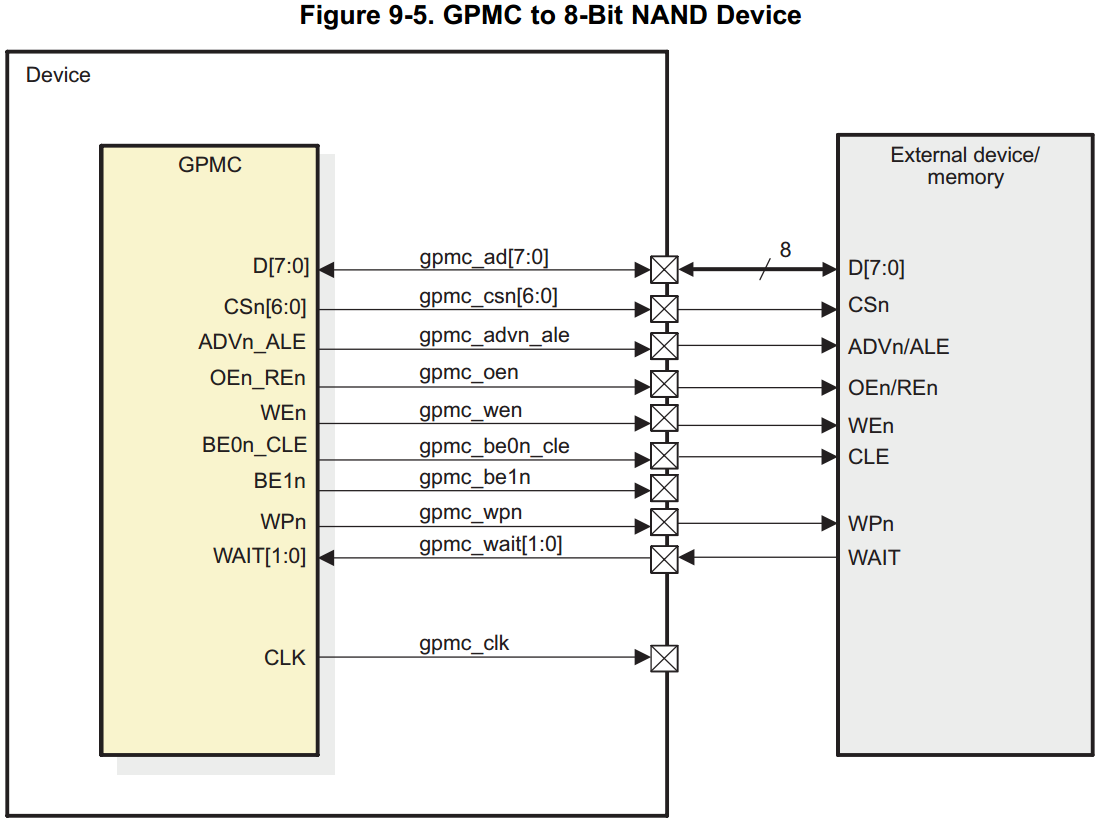 Figure 9-5. GPMC to 8-Bit NAND Device
Device
GPMC
External device/
memory
8
D[7:0]
gpmc_ad[7:0]
D[7:0]
CSn[6:0]
gpmc_csn[6:0]
CSn
ADVn_ALE
gpmc_advn_ale
ADVn/ALE
OEn_REn
gpmc_oen
OEn/REn
WEn
gpmc_wen
WEn
BE0n_CLE
gpmc_be0n_cle
CLE
BE1n
gpmc_be1n
WPn
gpmc_wpn
WPn
WAIT[1:0]
gpmc_wait[1:0]
WAIT
CLK
gpmc_clk